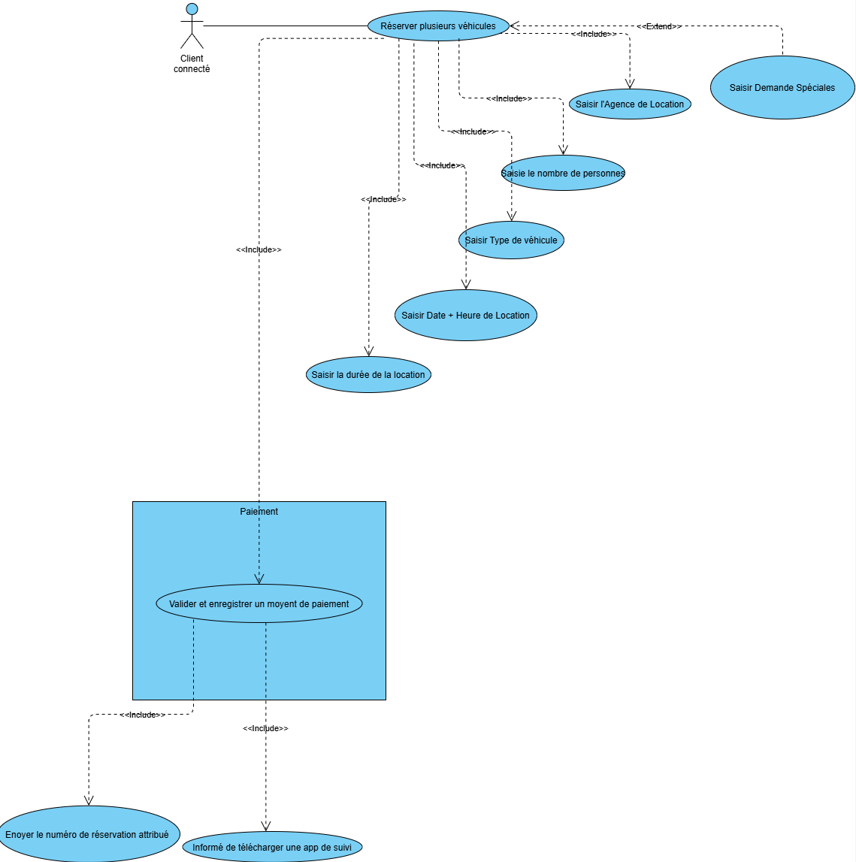 Réserver plusieurs véhicules
<<Extend>>
<<Include>>
Client
connecté
Saisir Demande Spéciales
<<Include>>
Saisir l'Agence de Location
<<Include>>
<<Include>>
Saisie le nombre de personnes
<<Include>>
Saisir Type de véhicule
<<Include>>
Saisir Date + Heure de Location
Saisir la durée de la location
Paiement
Valider et enregistrer un moyent de paiement
<<Include>>
<<Include>>
Enoyer le numéro de réservation attribué
Informé de télécharger une app de suivi